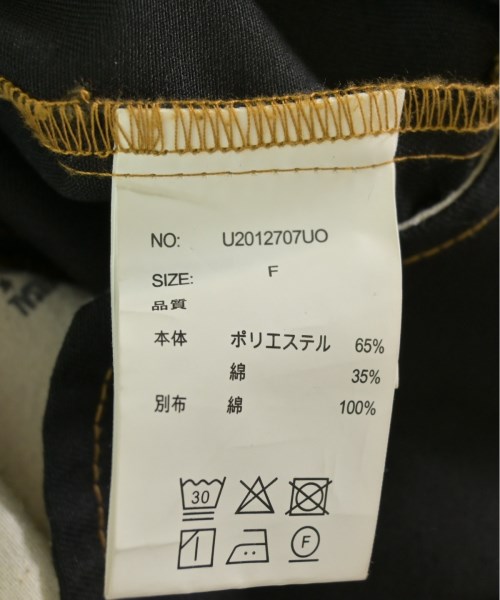 NO: U2012707UO
SIZE: F
品質
本体 ポリエステル 65%
綿 35%
別布 綿 100%
30
F